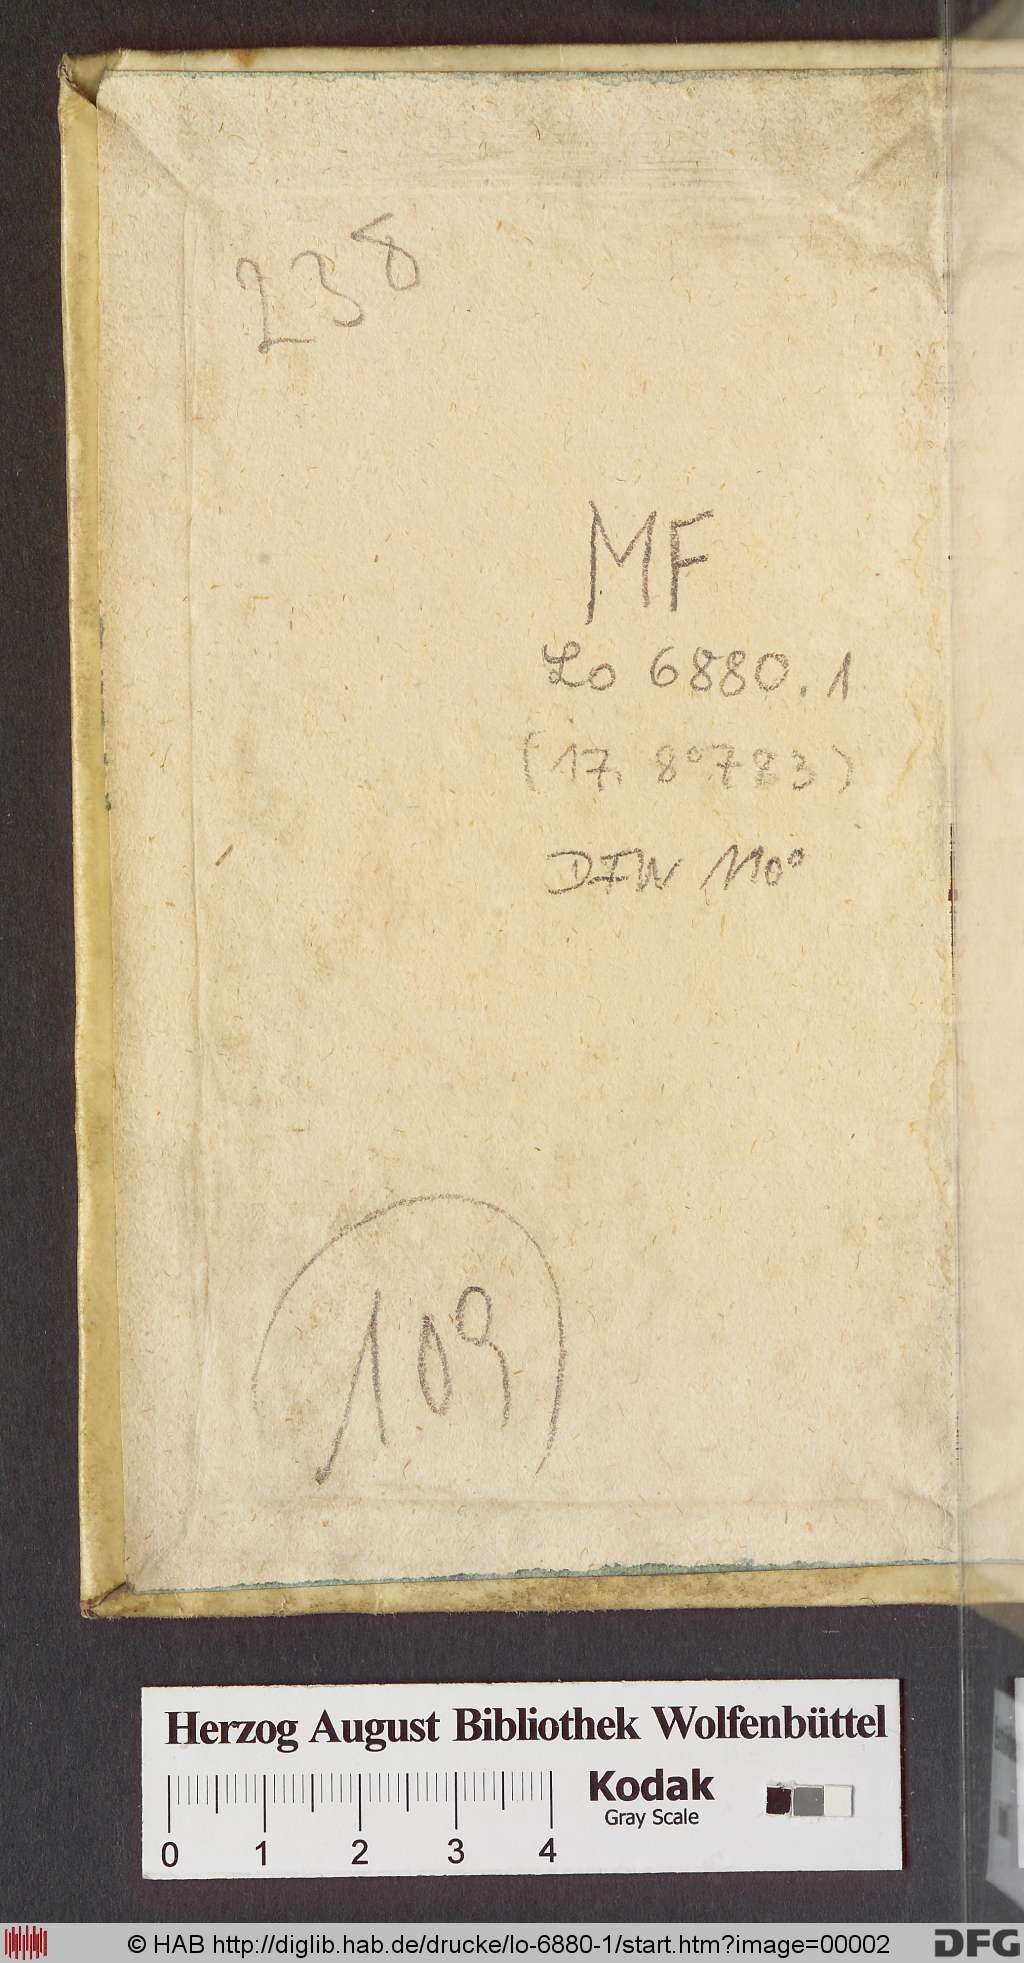 238
MF
Lo 6880.1
(17, 8° 783)
DFW 110°
109
Herzog August Bibliothek Wolfenbüttel
Kodak
Gray Scale
0 1 2 3 4
© HAB http://diglib.hab.de/drucke/lo-6880-1/start.htm?image=00002
DFG